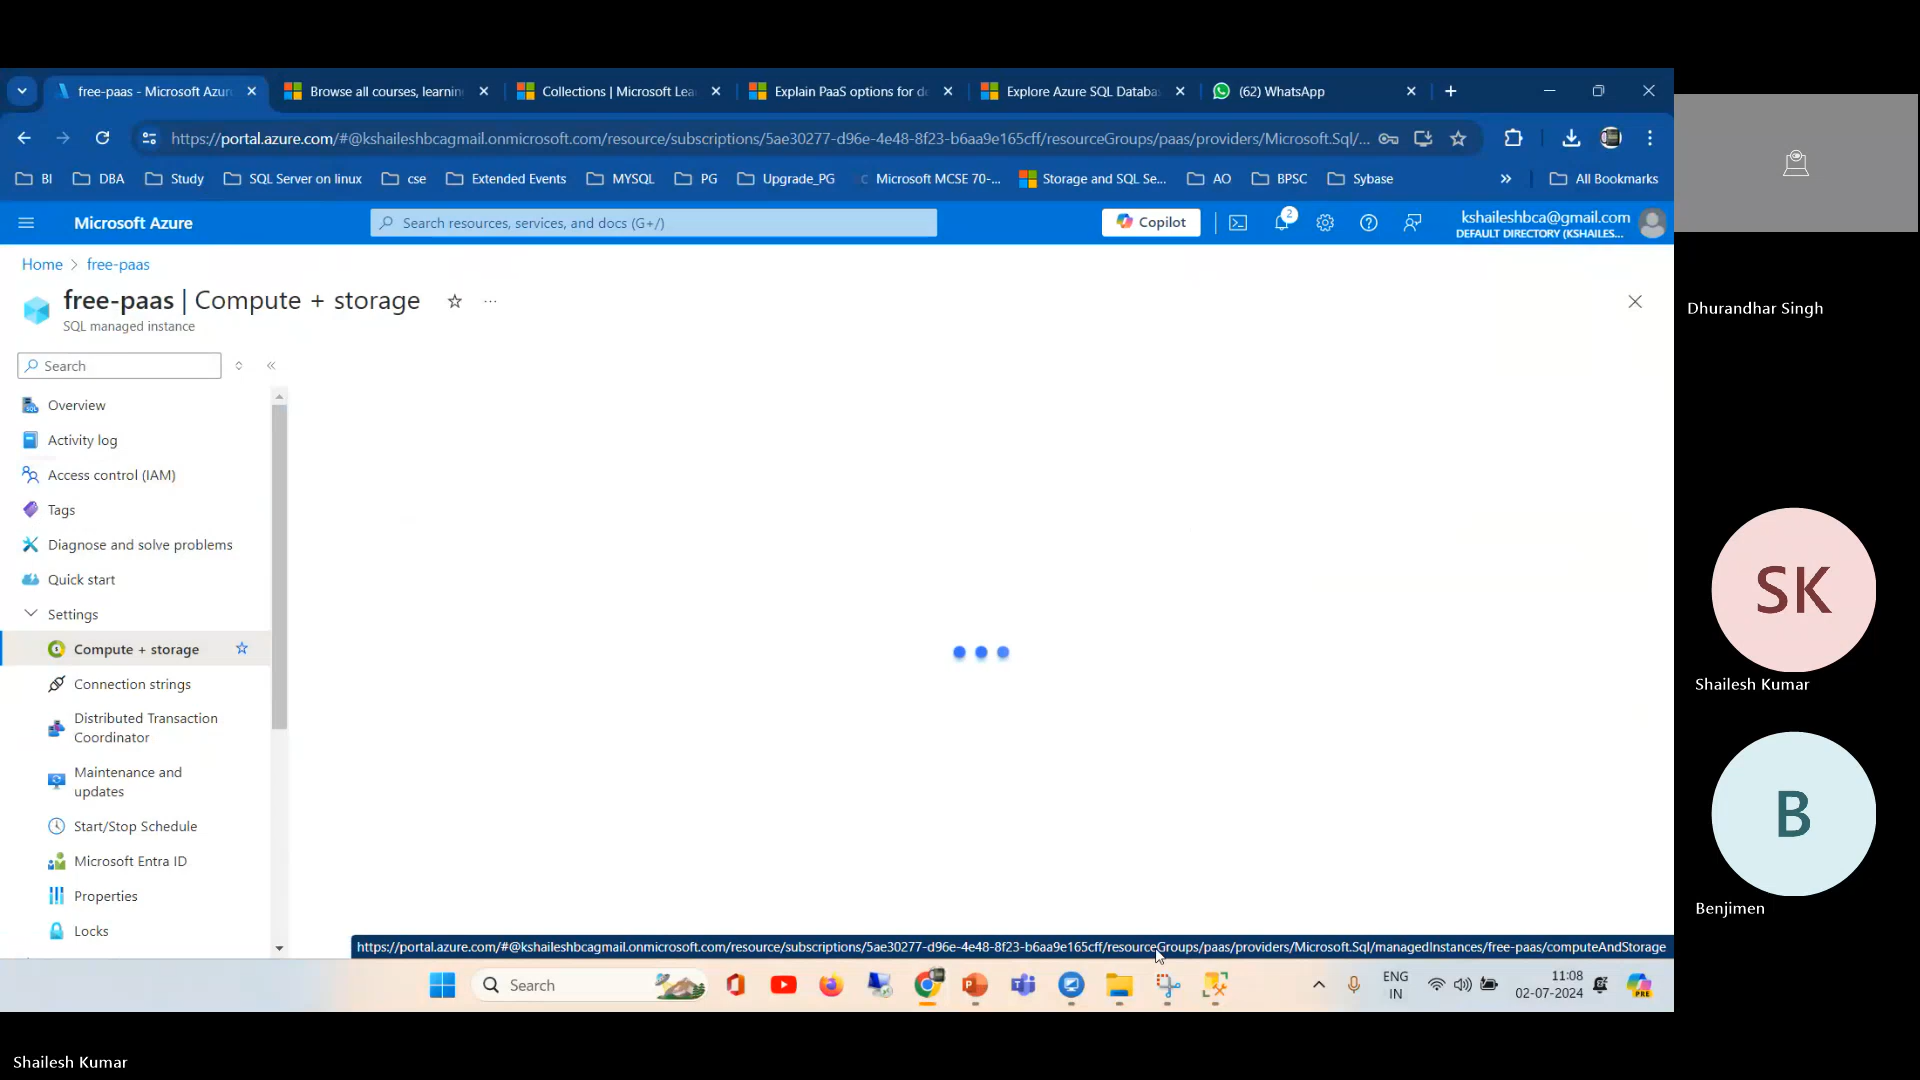 free-paas - Microsoft Azur
Browse all courses, learnin
Collections | Microsoft Lea
Explain PaaS options for de
Explore Azure SQL Databa
(62) WhatsApp
https://portal.azure.com/#@kshaileshbcagmail.onmicrosoft.com/resource/subscriptions/5ae30277-d96e-4e48-8f23-b6aa9e165cff/resourceGroups/paas/providers/Microsoft.Sql/...
BI
DBA
Study
SQL Server on linux
cse
Extended Events
MYSQL
PG
Upgrade_PG
Microsoft MCSE 70-...
Storage and SQL Se...
AO
BPSC
Sybase
All Bookmarks
Microsoft Azure
Search resources, services, and docs (G+/)
Copilot
2
kshaileshbca@gmail.com
DEFAULT DIRECTORY (KSHAILES...
Home > free-paas
free-paas | Compute + storage
SQL managed instance
Search
Overview
Activity log
Access control (IAM)
Tags
Diagnose and solve problems
Quick start
Settings
Compute + storage
Connection strings
Distributed Transaction
Coordinator
Maintenance and
updates
Start/Stop Schedule
Microsoft Entra ID
Properties
Locks
https://portal.azure.com/#@kshaileshbcagmail.onmicrosoft.com/resource/subscriptions/5ae30277-d96e-4e48-8f23-b6aa9e165cff/resourceGroups/paas/providers/Microsoft.Sql/managedInstances/free-paas/computeAndStorage
Search
ENG
IN
11:08
02-07-2024
PRE
Dhurandhar Singh
SK
Shailesh Kumar
B
Benjimen
Shailesh Kumar